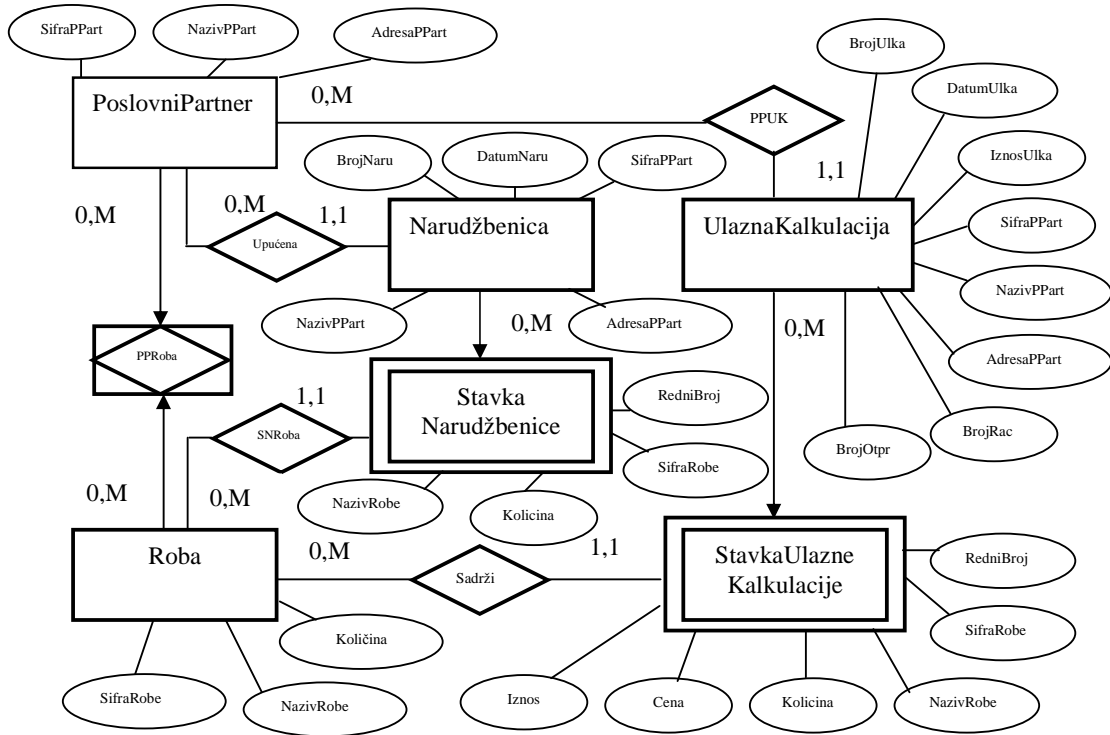 SifraPPart
NazivPPart
AdresaPPart
BrojUlka
PoslovniPartner
0,M
PPUK
DatumUlka
BrojNaru
DatumNaru
SifraPPart
IznosUlka
1,1
0,M
0,M
1,1
Upućena
Narudžbenica
UlaznaKalkulacija
SifraPPart
NazivPPart
NazivPPart
0,M
AdresaPPart
0,M
AdresaPPart
PPRoba
1,1
Stavka
Narudžbenice
RedniBroj
BrojRac
SNRoba
BrojOtpr
SifraRobe
0,M
0,M
NazivRobe
Kolicina
Roba
0,M
Sadrži
1,1
StavkaUlazne
Kalkulacije
RedniBroj
Količina
SifraRobe
SifraRobe
NazivRobe
Iznos
Cena
Kolicina
NazivRobe